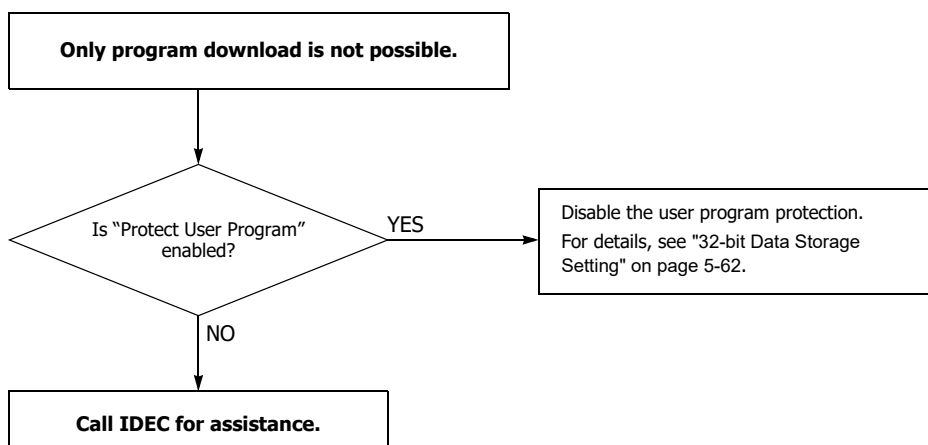 Only program download is not possible.
Is “Protect User Program”
enabled?
YES
Disable the user program protection.
For details, see "32-bit Data Storage
Setting" on page 5-62.
NO
Call IDEC for assistance.